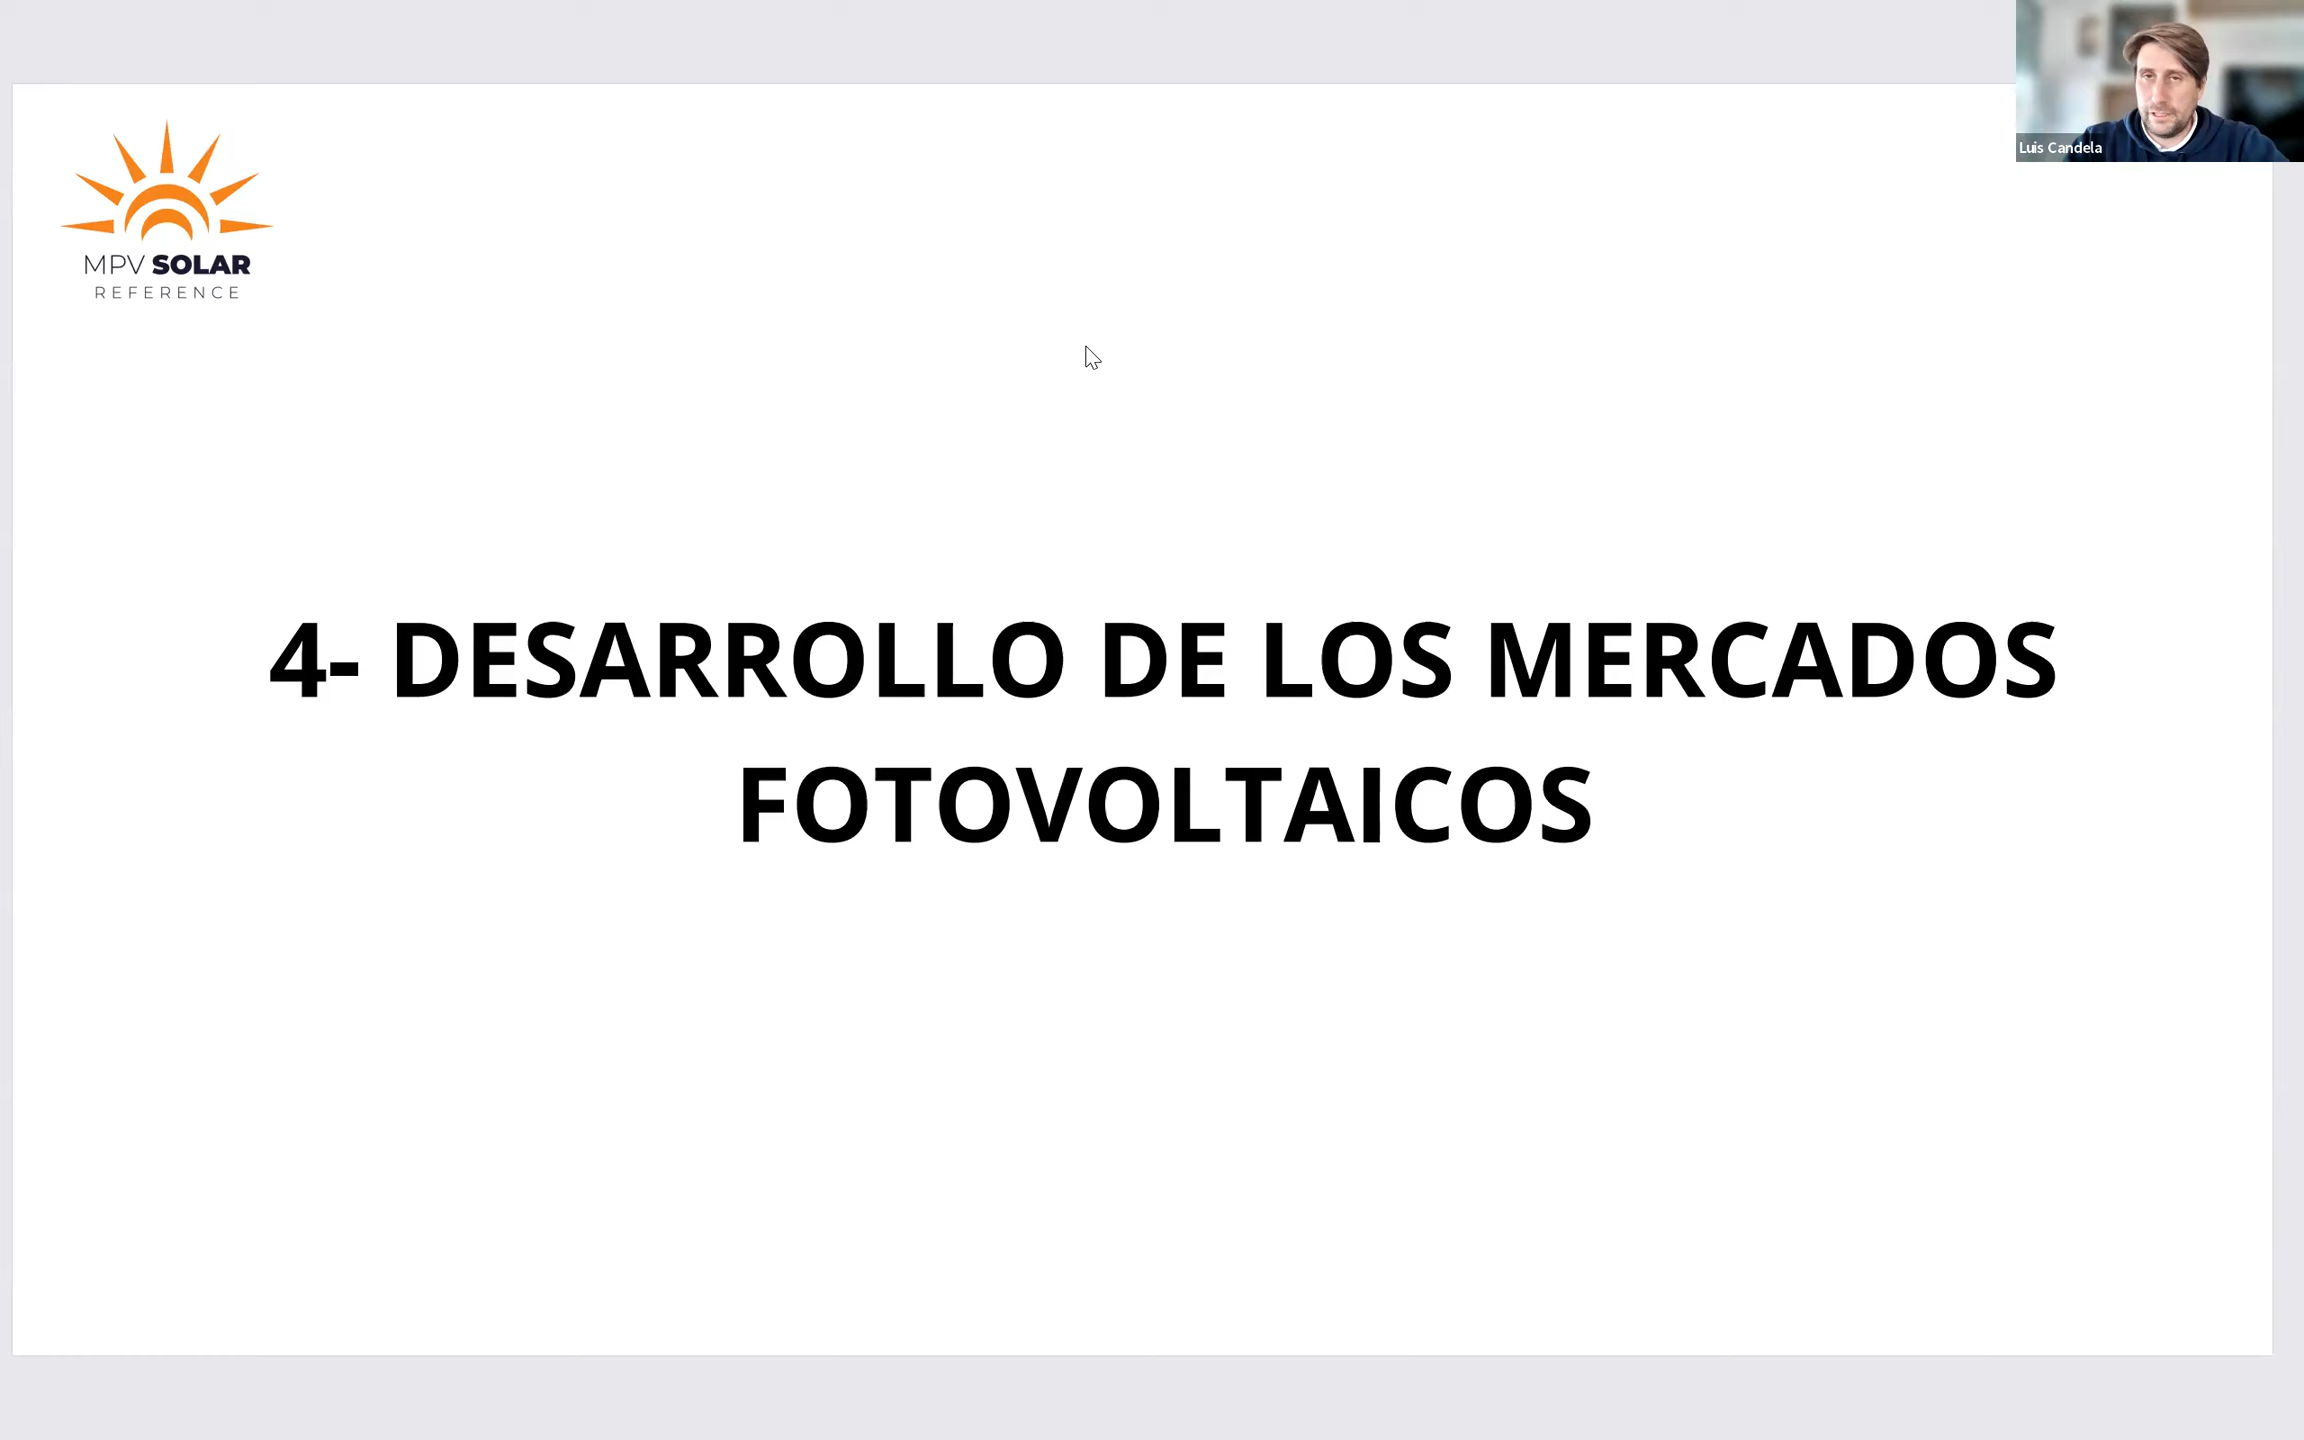 Luis Candela
MPV SOLAR
REFERENCE
4- DESARROLLO DE LOS MERCADOS
FOTOVOLTAICOS